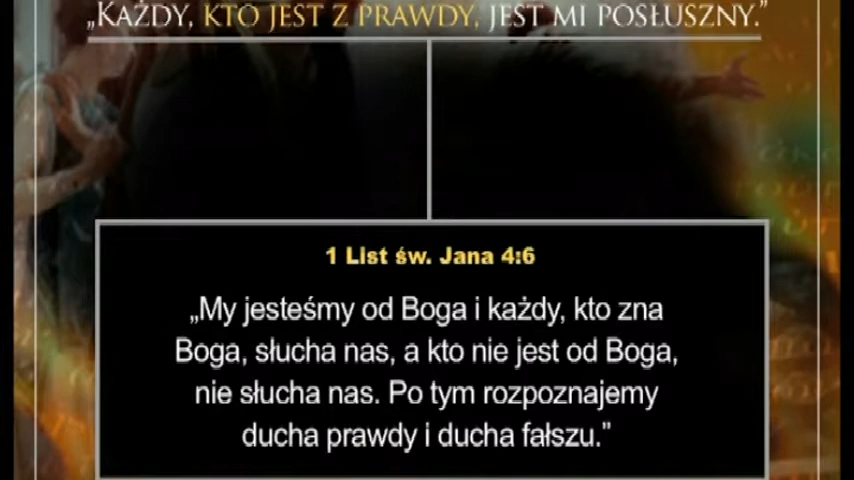 „KAŻDY, KTO JEST Z PRAWDY, JEST MI POSŁUSZNY.”
1 List św. Jana 4:6
„My jesteśmy od Boga i każdy, kto zna
Boga, słucha nas, a kto nie jest od Boga,
nie słucha nas. Po tym rozpoznajemy
ducha prawdy i ducha fałszu.”